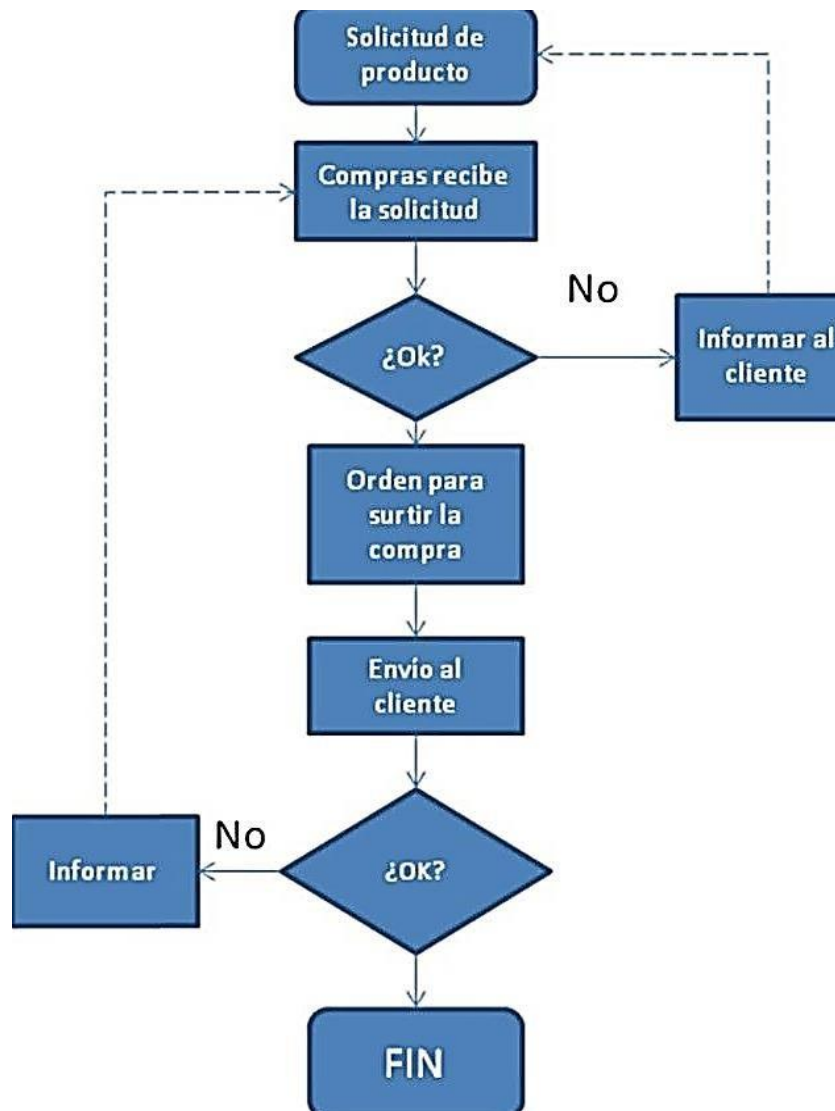 Solicitud de
producto
Compras recibe
la solicitud
No
¿Ok?
Informar al
cliente
Orden para
surtir la
compra
Envío al
cliente
No
Informar
¿OK?
FIN